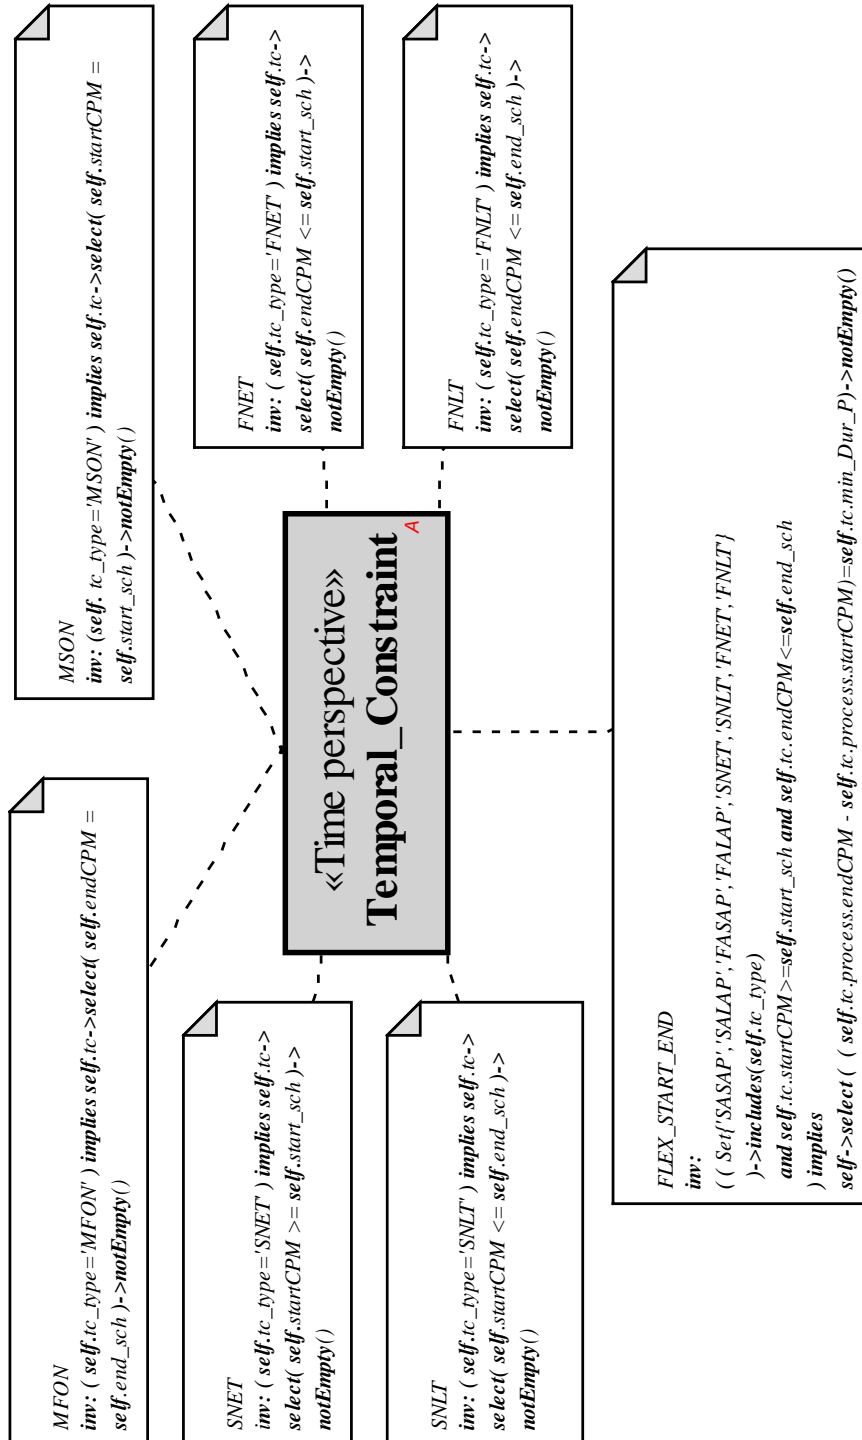 MFON
inv: ( self.tc_type='MFON' ) implies self.tc->select( self.endCPM =
self.end_sch )->notEmpty()
MSON
inv: (self. tc_type='MSON' ) implies self.tc->select( self.startCPM =
self.start_sch )->notEmpty()
SNET
inv: ( self.tc_type='SNET' ) implies self.tc->
select( self.startCPM >= self.start_sch )->
notEmpty()
FNET
inv: ( self.tc_type='FNET' ) implies self.tc->
select( self.endCPM <= self.start_sch )->
notEmpty()
«Time perspective»
Temporal_Constraint
A
SNLT
inv: ( self.tc_type='SNLT' ) implies self.tc->
select( self.startCPM <= self.end_sch )->
notEmpty()
FNLT
inv: ( self.tc_type='FNLT' ) implies self.tc->
select( self.endCPM <= self.end_sch )->
notEmpty()
FLEX_START_END
inv:
( ( Set{'SASAP','SALAP','FASAP','FALAP','SNET','SNLT','FNET','FNLT'}
)->includes(self.tc_type)
and self.tc.startCPM>=self.start_sch and self.tc.endCPM<=self.end_sch
) implies
self->select ( ( self.tc.process.endCPM - self.tc.process.startCPM)=self.tc.min_Dur_P)->notEmpty()